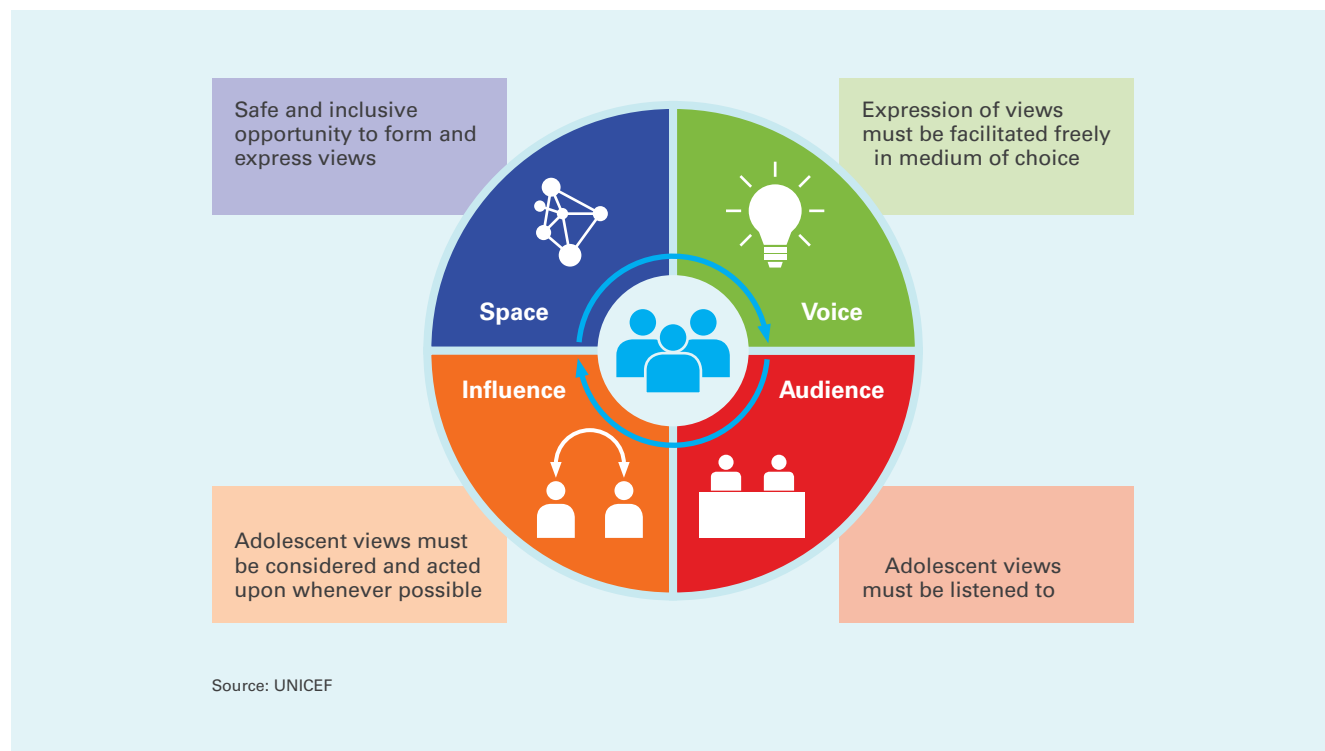 Safe and inclusive
opportunity to form and
express views
Expression of views
must be facilitated freely
in medium of choice
Space
Voice
Influence
Audience
Adolescent views must
be considered and acted
upon whenever possible
Adolescent views
must be listened to
Source: UNICEF